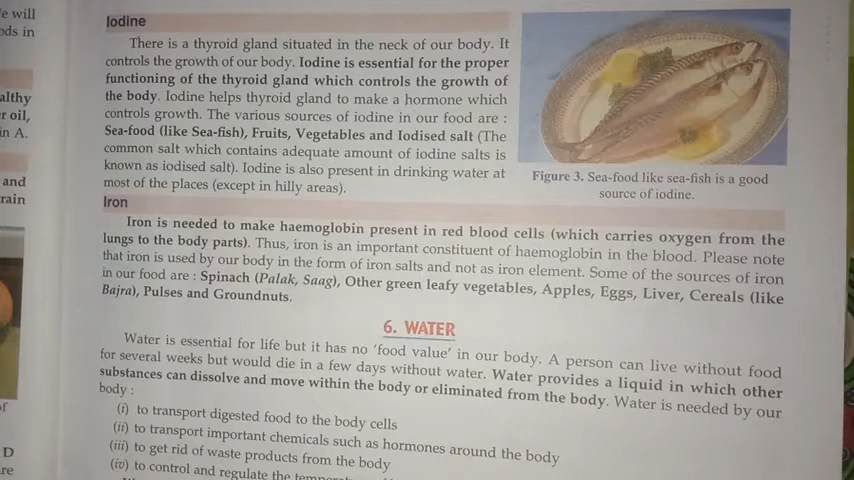 e will
ods in
althy
r oil,
in A.
and
rain
of
D
re
Iodine
There is a thyroid gland situated in the neck of our body. It
controls the growth of our body. Iodine is essential for the proper
functioning of the thyroid gland which controls the growth of
the body. Iodine helps thyroid gland to make a hormone which
controls growth. The various sources of iodine in our food are :
Sea-food (like Sea-fish), Fruits, Vegetables and Iodised salt (The
common salt which contains adequate amount of iodine salts is
known as iodised salt). Iodine is also present in drinking water at
most of the places (except in hilly areas).
Figure 3. Sea-food like sea-fish is a good
source of iodine.
Iron
Iron is needed to make haemoglobin present in red blood cells (which carries oxygen from the
lungs to the body parts). Thus, iron is an important constituent of haemoglobin in the blood. Please note
that iron is used by our body in the form of iron salts and not as iron element. Some of the sources of iron
in our food are : Spinach (Palak, Saag), Other green leafy vegetables, Apples, Eggs, Liver, Cereals (like
Bajra), Pulses and Groundnuts.
6. WATER
Water is essential for life but it has no 'food value' in our body. A person can live without food
for several weeks but would die in a few days without water. Water provides a liquid in which other
substances can dissolve and move within the body or eliminated from the body. Water is needed by our
body :
(i) to transport digested food to the body cells
(ii) to transport important chemicals such as hormones around the body
(iii) to get rid of waste products from the body
(iv) to control and regulate the